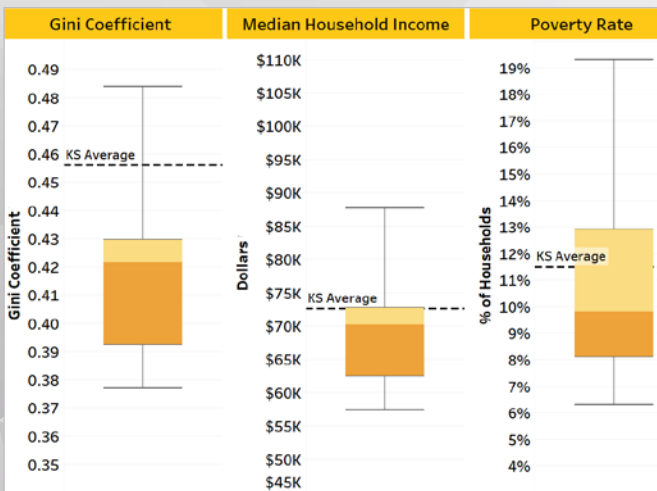 Gini Coefficient
0.49
0.48
0.47
0.46
0.45
0.44
0.43
0.42
0.41
0.40
0.39
0.38
0.37
0.36
0.35
Gini Coefficient
KS Average
Median Household Income
$110K
$105K
$100K
$95K
$90K
$85K
$80K
$75K
$70K
$65K
$60K
$55K
$50K
$45K
Dollars
KS Average
Poverty Rate
19%
18%
17%
16%
15%
14%
13%
12%
11%
10%
9%
8%
7%
6%
5%
4%
% of Households
KS Average